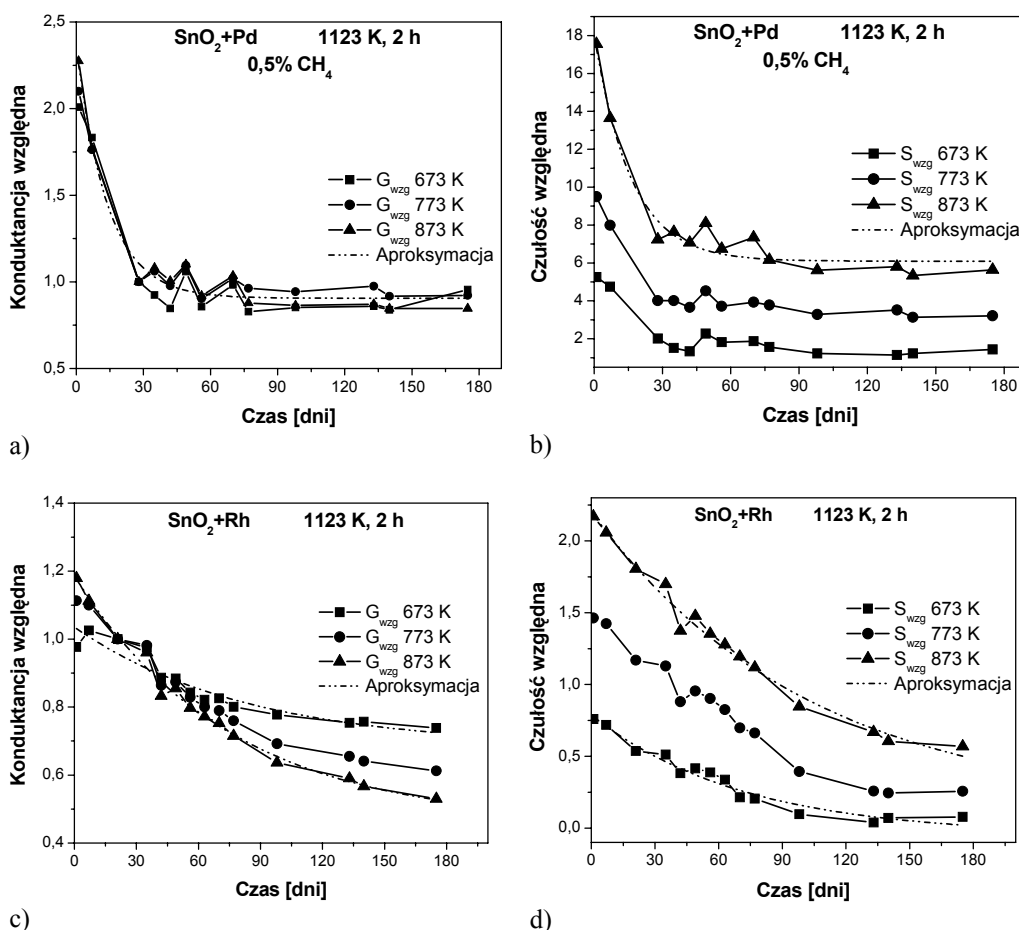 SnO2+Pd 1123 K, 2 h
0,5% CH4
Konduktancja względna
2,5
2,0
1,5
1,0
0,5
Gwzg 673 K
Gwzg 773 K
Gwzg 873 K
Aproksymacja
0 30 60 90 120 150 180
Czas [dni]
a)
SnO2+Pd 1123 K, 2 h
0,5% CH4
Czułość względna
18
16
14
12
10
8
6
4
2
Swzg 673 K
Swzg 773 K
Swzg 873 K
Aproksymacja
0 30 60 90 120 150 180
Czas [dni]
b)
SnO2+Rh 1123 K, 2 h
Konduktancja względna
1,4
1,2
1,0
0,8
0,6
0,4
Gwzg 673 K
Gwzg 773 K
Gwzg 873 K
Aproksymacja
0 30 60 90 120 150 180
Czas [dni]
c)
SnO2+Rh 1123 K, 2 h
Czułość względna
2,0
1,5
1,0
0,5
0,0
Swzg 673 K
Swzg 773 K
Swzg 873 K
Aproksymacja
0 30 60 90 120 150 180
Czas [dni]
d)